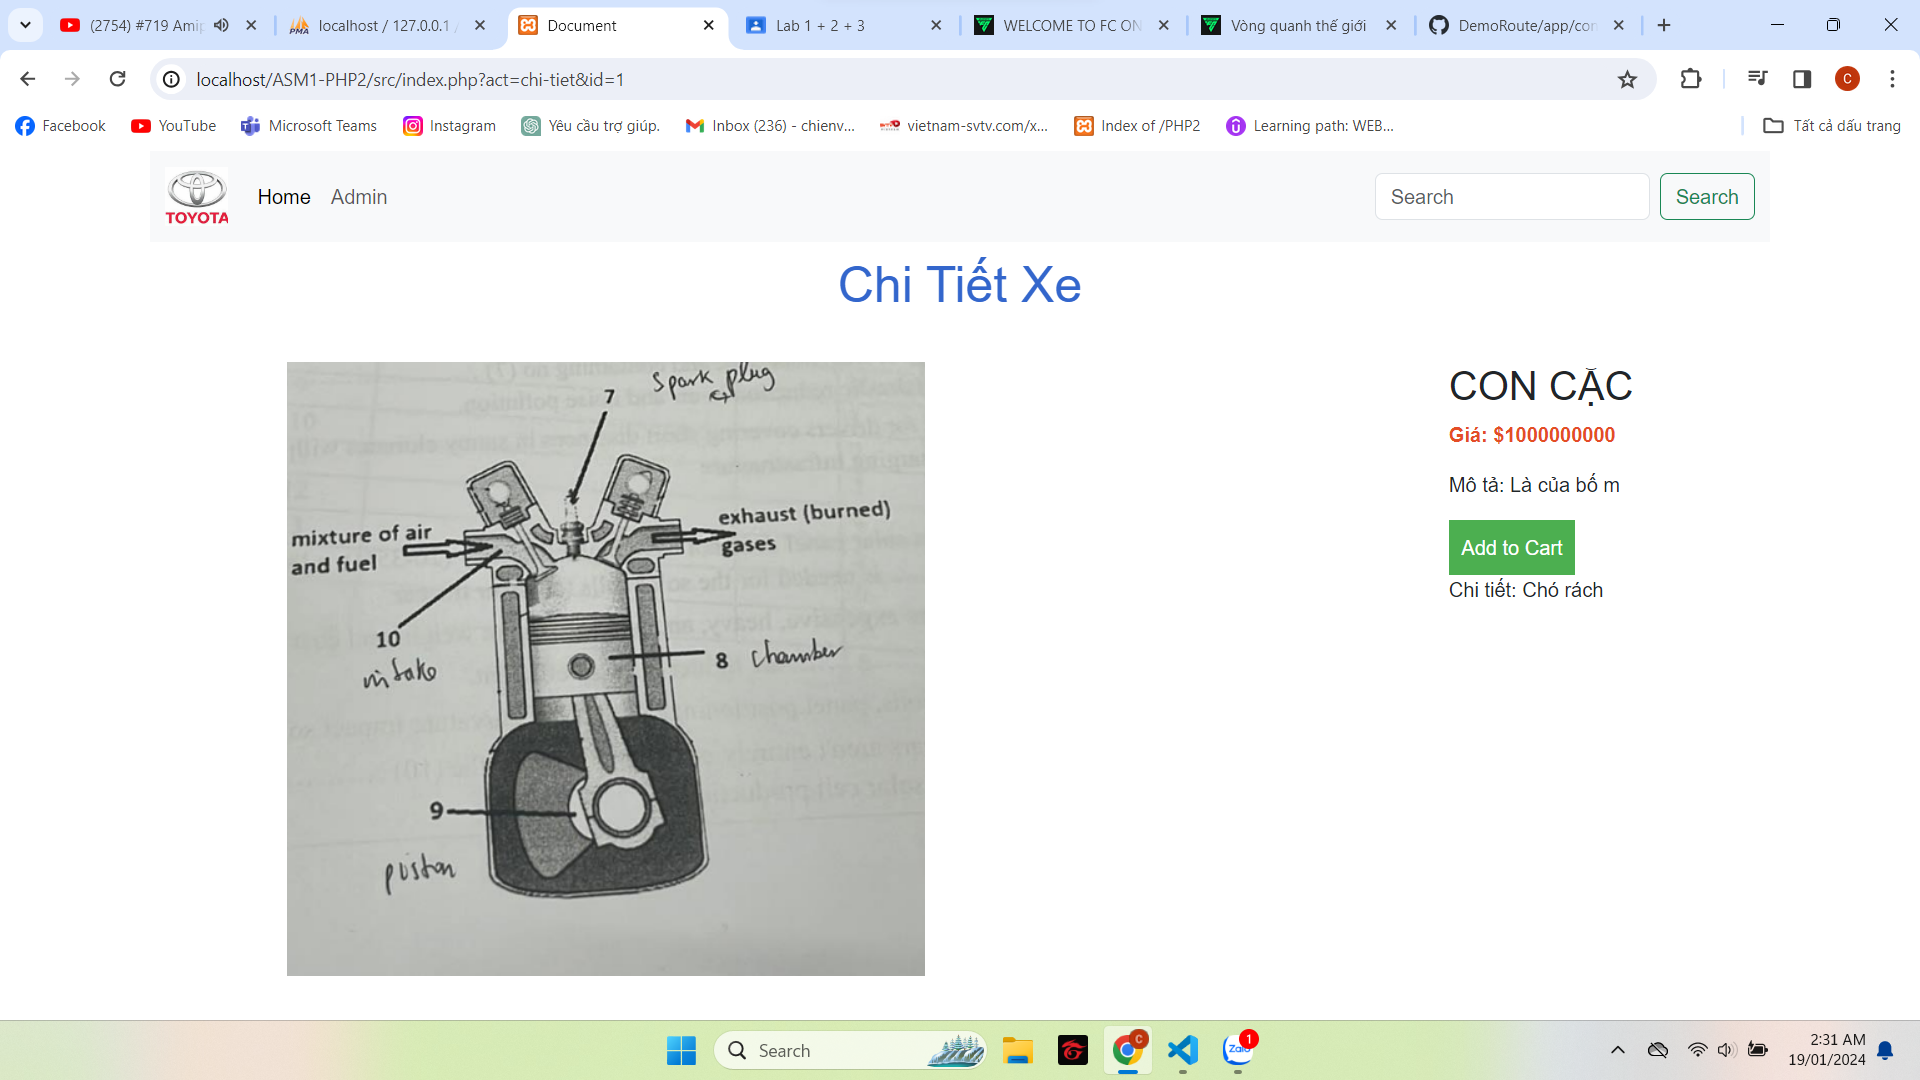 (2754) #719 Amip
localhost / 127.0.0.1 /
Document
Lab 1 + 2 + 3
WELCOME TO FC ON
Vòng quanh thế giới
DemoRoute/app/con
localhost/ASM1-PHP2/src/index.php?act=chi-tiet&id=1
C
Facebook
YouTube
Microsoft Teams
Instagram
Yêu cầu trợ giúp.
Inbox (236) - chienv...
vietnam-svtv.com/x...
Index of /PHP2
Learning path: WEB...
Tất cả dấu trang
TOYOTA
Home
Admin
Search
Search
Chi Tiết Xe
7
Spark plug
mixture of air
and fuel
exhaust (burned)
gases
10
intake
8 chamber
9
piston
CON CẶC
Giá: $1000000000
Mô tả: Là của bố m
Add to Cart
Chi tiết: Chó rách
Search
C
Zalo
1
2:31 AM
19/01/2024